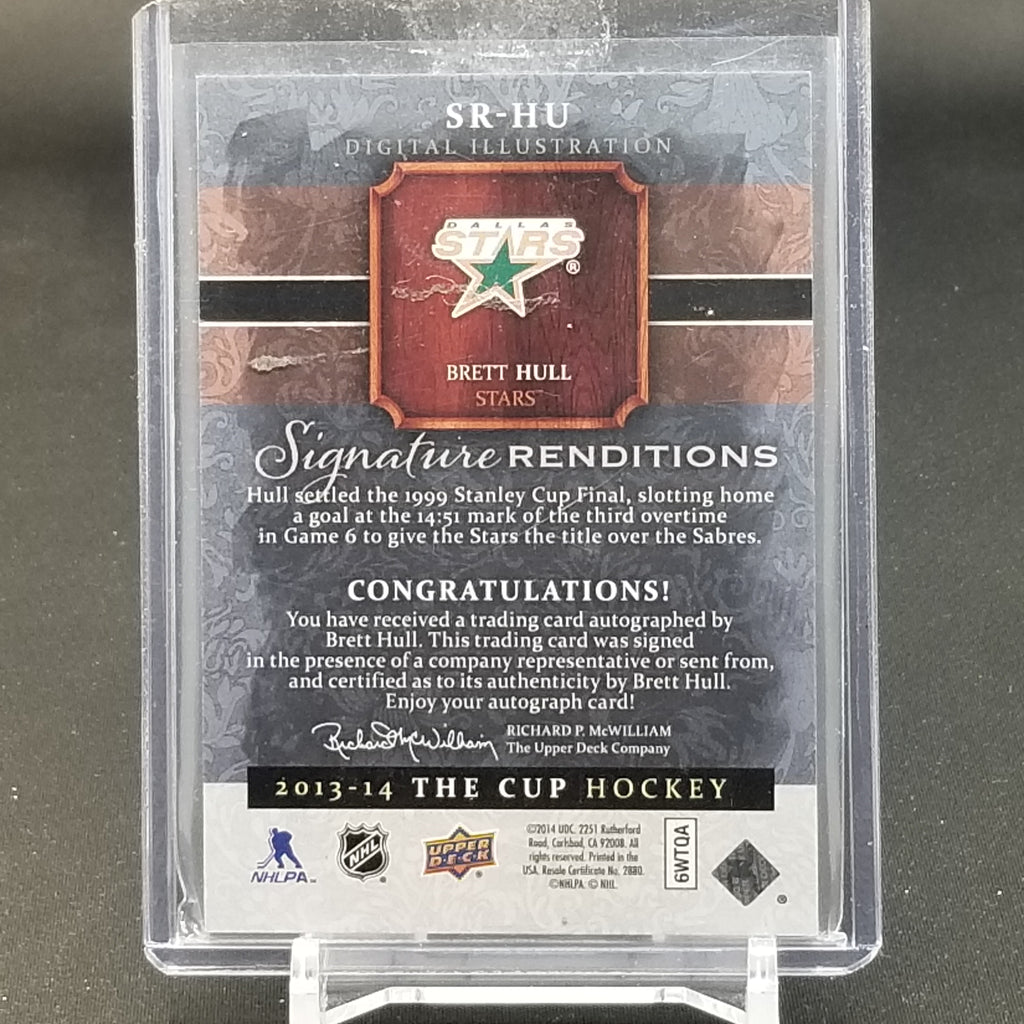 SR-HU
DIGITAL ILLUSTRATION
DALLAS
STARS
®
BRETT HULL
STARS
Signature RENDITIONS
Hull settled the 1999 Stanley Cup Final, slotting home
a goal at the 14:51 mark of the third overtime
in Game 6 to give the Stars the title over the Sabres.
CONGRATULATIONS!
You have received a trading card autographed by
Brett Hull. This trading card was signed
in the presence of a company representative or sent from,
and certified as to its authenticity by Brett Hull.
Enjoy your autograph card!
Richard McWilliam
RICHARD P. McWILLIAM
The Upper Deck Company
2013-14 THE CUP HOCKEY
NHLPA™
NHL
UPPER
DECK
©2014 UDC. 2251 Rutherford
Road, Carlsbad, CA 92008. All
rights reserved. Printed in the
USA. Resale Certificate No. 2880.
©NHLPA. © NHL.
6WTQA